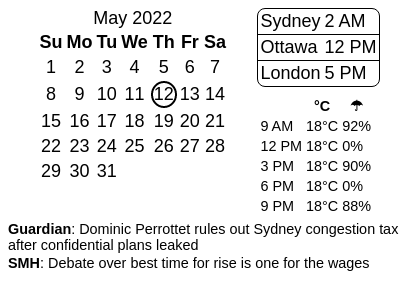 May 2022
Su Mo Tu We Th Fr Sa
1 2 3 4 5 6 7
8 9 10 11 12 13 14
15 16 17 18 19 20 21
22 23 24 25 26 27 28
29 30 31
Sydney 2 AM
Ottawa 12 PM
London 5 PM
°C ☂
9 AM 18°C 92%
12 PM 18°C 0%
3 PM 18°C 90%
6 PM 18°C 0%
9 PM 18°C 88%
Guardian: Dominic Perrottet rules out Sydney congestion tax
after confidential plans leaked
SMH: Debate over best time for rise is one for the wages